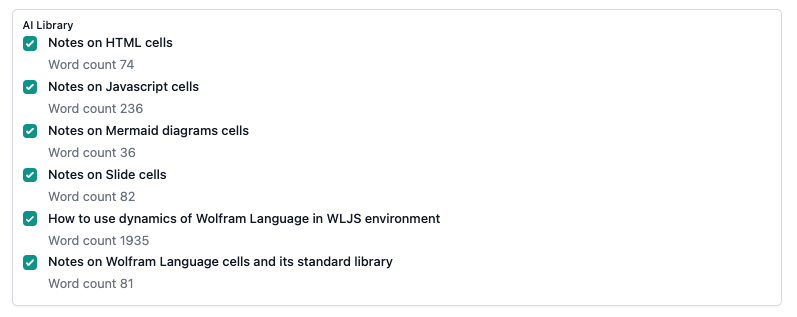 AI Library
Notes on HTML cells
Word count 74
Notes on Javascript cells
Word count 236
Notes on Mermaid diagrams cells
Word count 36
Notes on Slide cells
Word count 82
How to use dynamics of Wolfram Language in WLJS environment
Word count 1935
Notes on Wolfram Language cells and its standard library
Word count 81